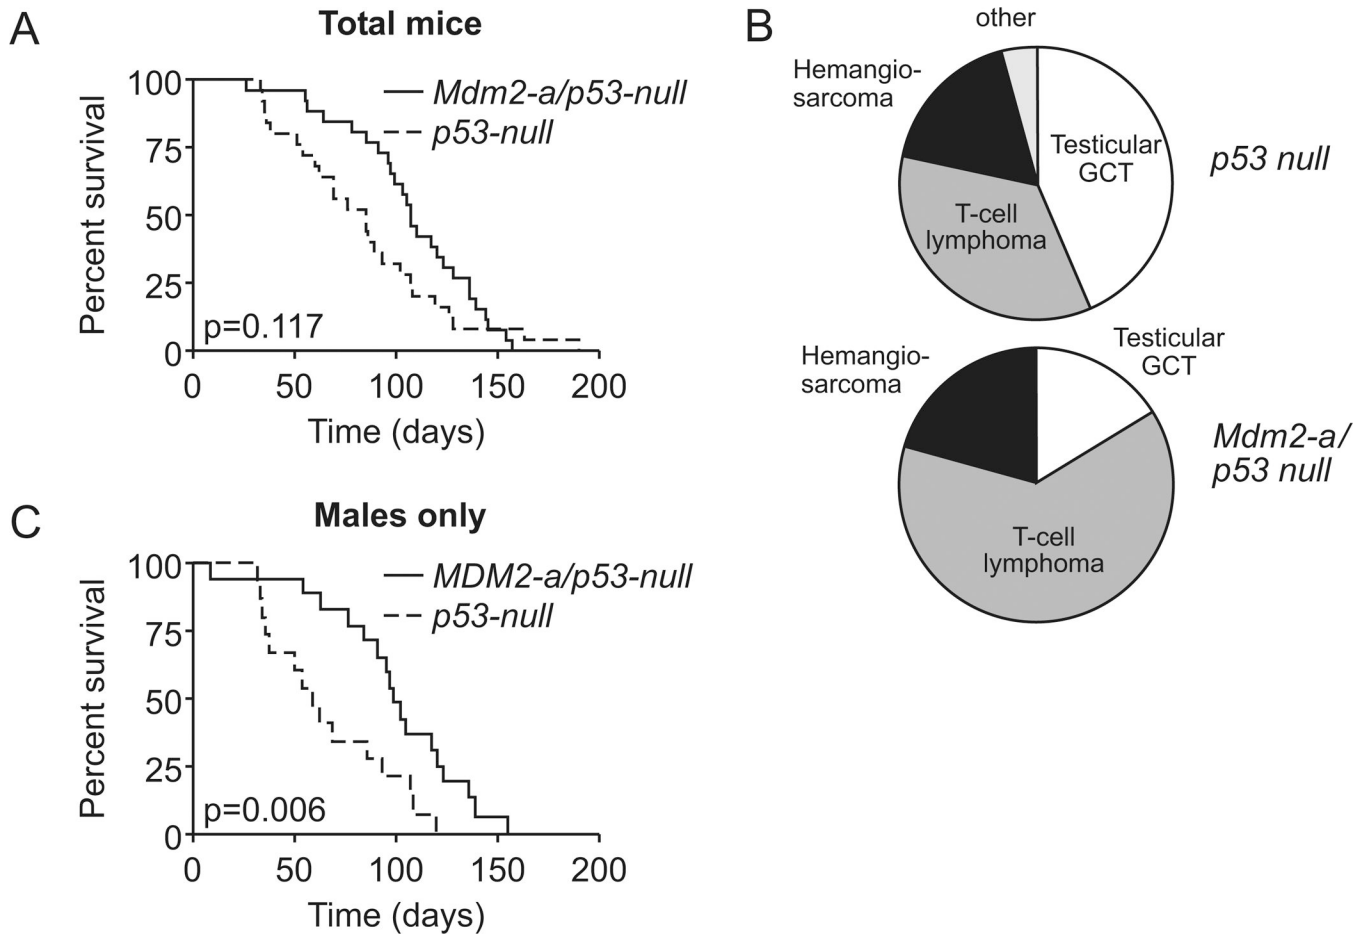 A
Total mice
Percent survival
100
75
50
25
0
Mdm2-a/p53-null
p53-null
p=0.117
0 50 100 150 200
Time (days)
B
other
Hemangio-
sarcoma
Testicular
GCT
T-cell
lymphoma
p53 null
Hemangio-
sarcoma
Testicular
GCT
T-cell
lymphoma
Mdm2-a/
p53 null
C
Males only
Percent survival
100
75
50
25
0
MDM2-a/p53-null
p53-null
p=0.006
0 50 100 150 200
Time (days)